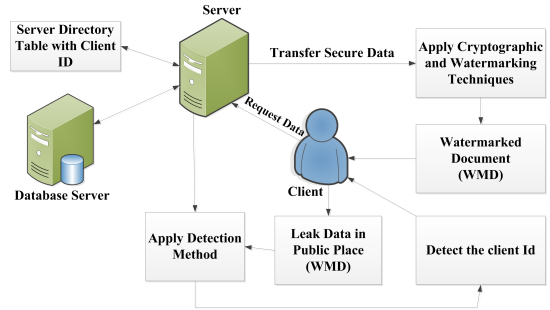 Server
Server Directory
Table with Client
ID
Transfer Secure Data
Apply Cryptographic
and Watermarking
Techniques
Request Data
Database Server
Client
Watermarked
Document
(WMD)
Apply Detection
Method
Leak Data in
Public Place
(WMD)
Detect the client Id